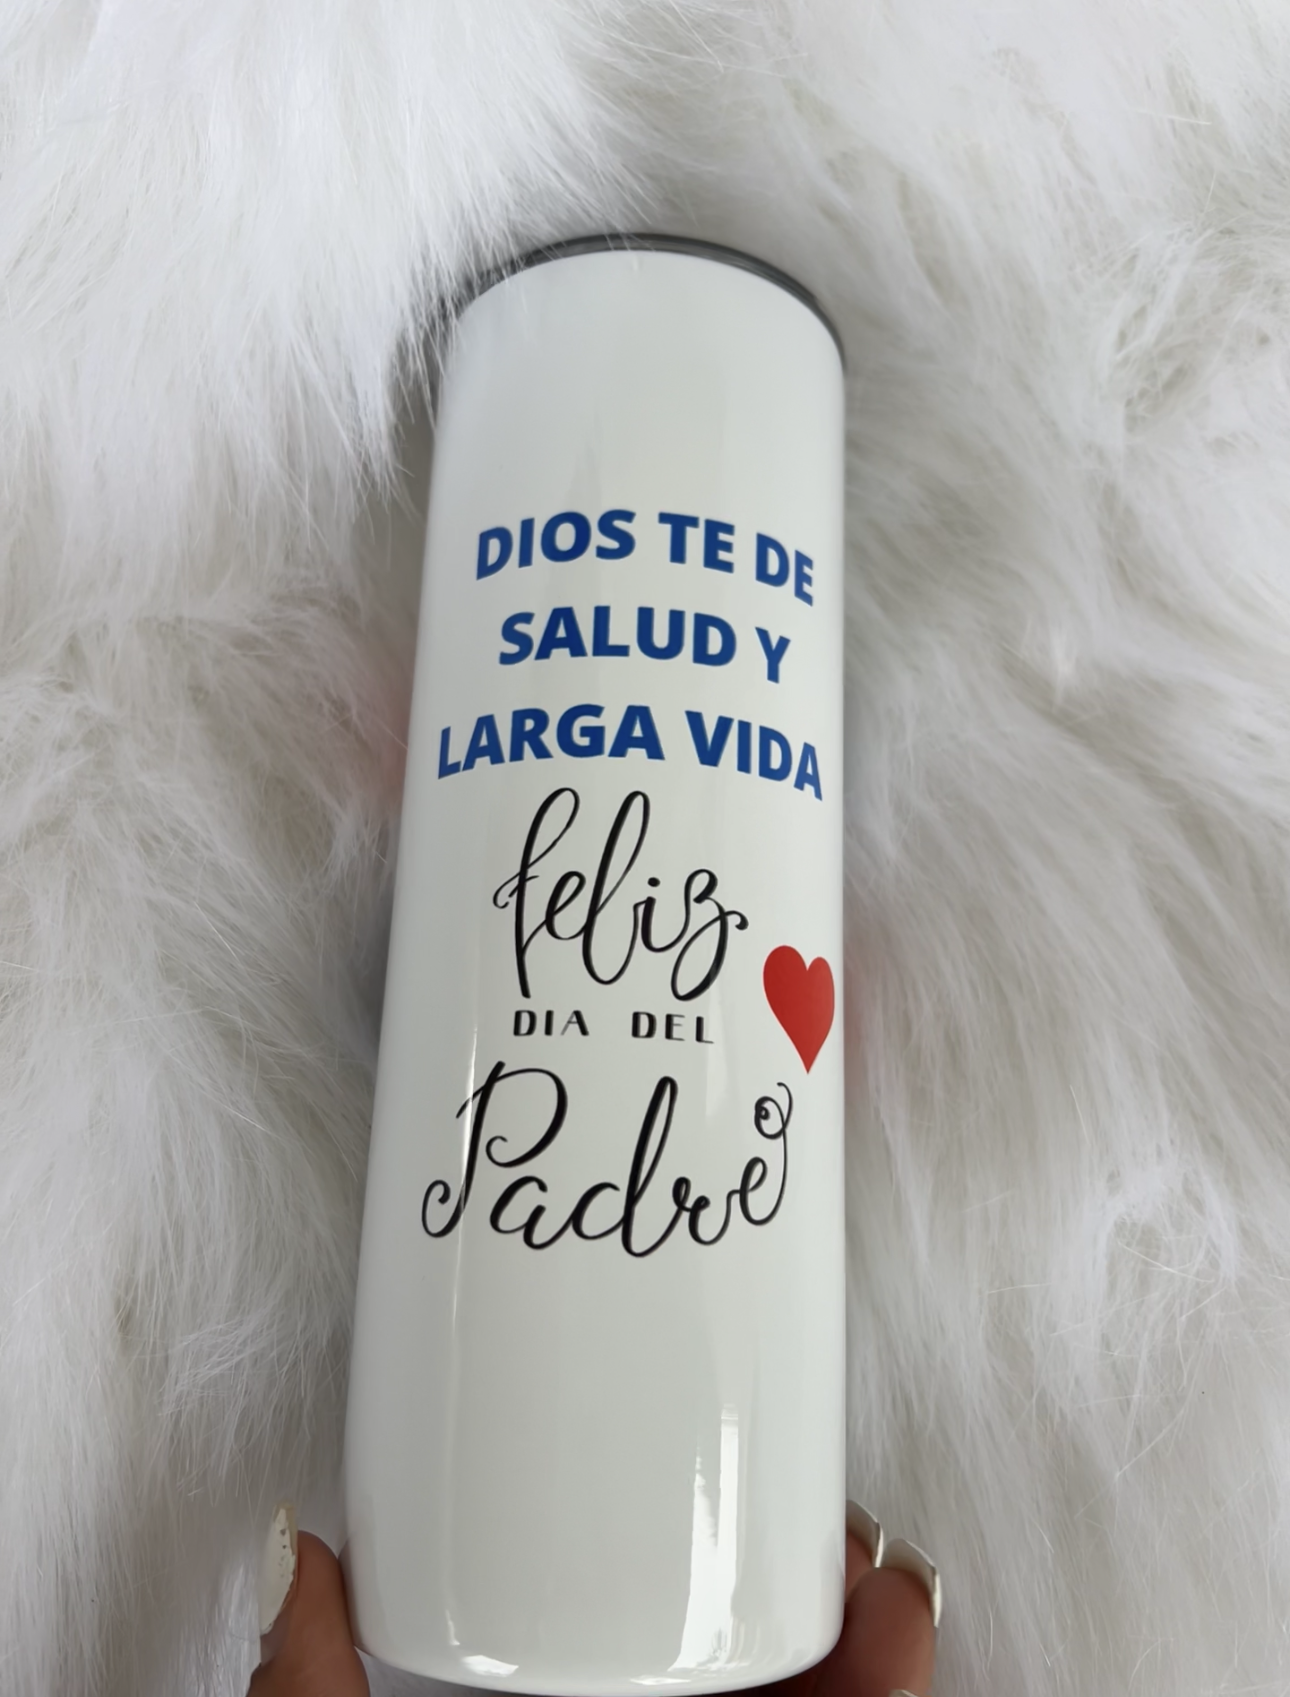 DIOS TE DE
SALUD Y
LARGA VIDA
feliz
DIA DEL
Padre